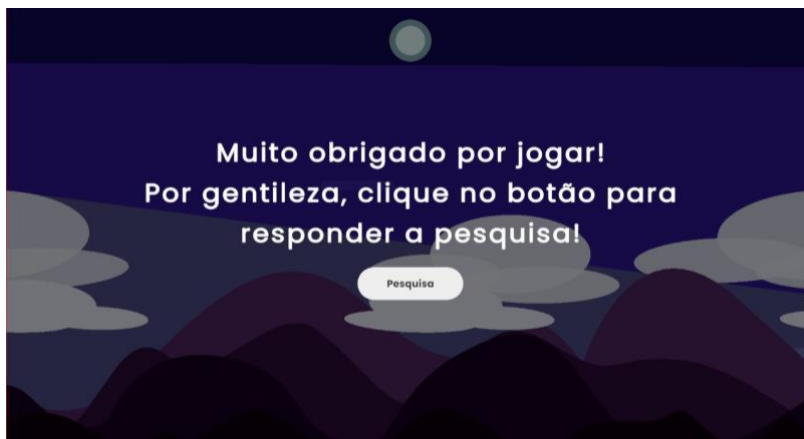 Muito obrigado por jogar!
Por gentileza, clique no botão para
responder a pesquisa!
Pesquisa